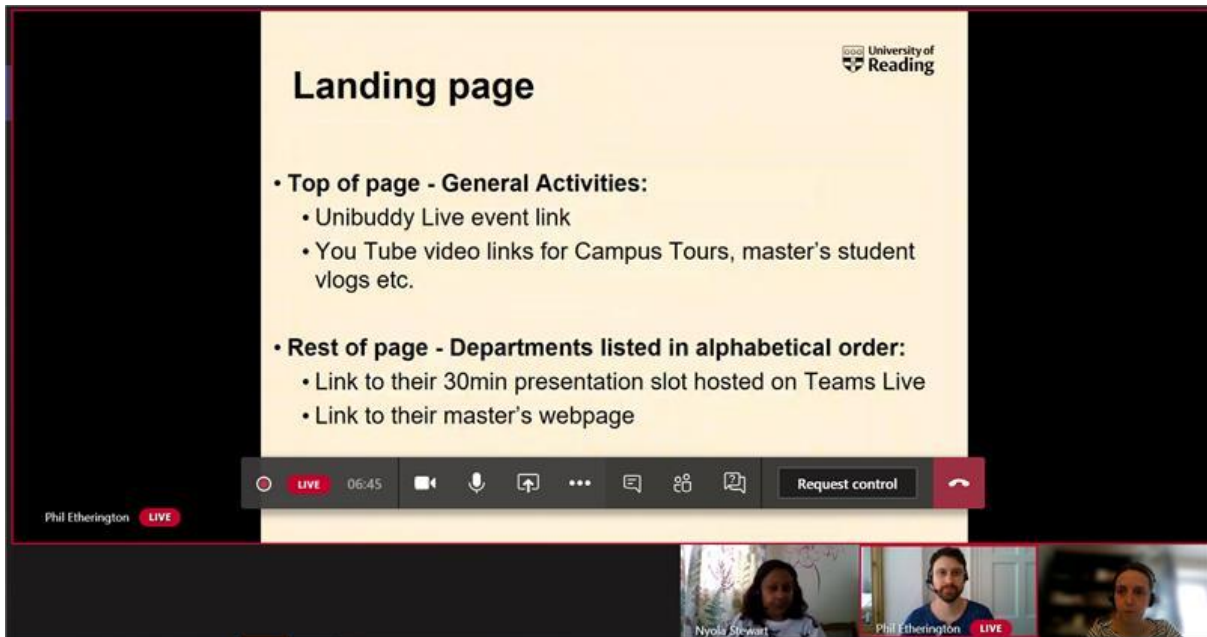 University of
Reading
Landing page
• Top of page - General Activities:
• Unibuddy Live event link
• You Tube video links for Campus Tours, master's student
vlogs etc.
• Rest of page - Departments listed in alphabetical order:
• Link to their 30min presentation slot hosted on Teams Live
• Link to their master's webpage
LIVE 06:45 Request control
Phil Etherington LIVE
Nyola Stewart
Phil Etherington LIVE